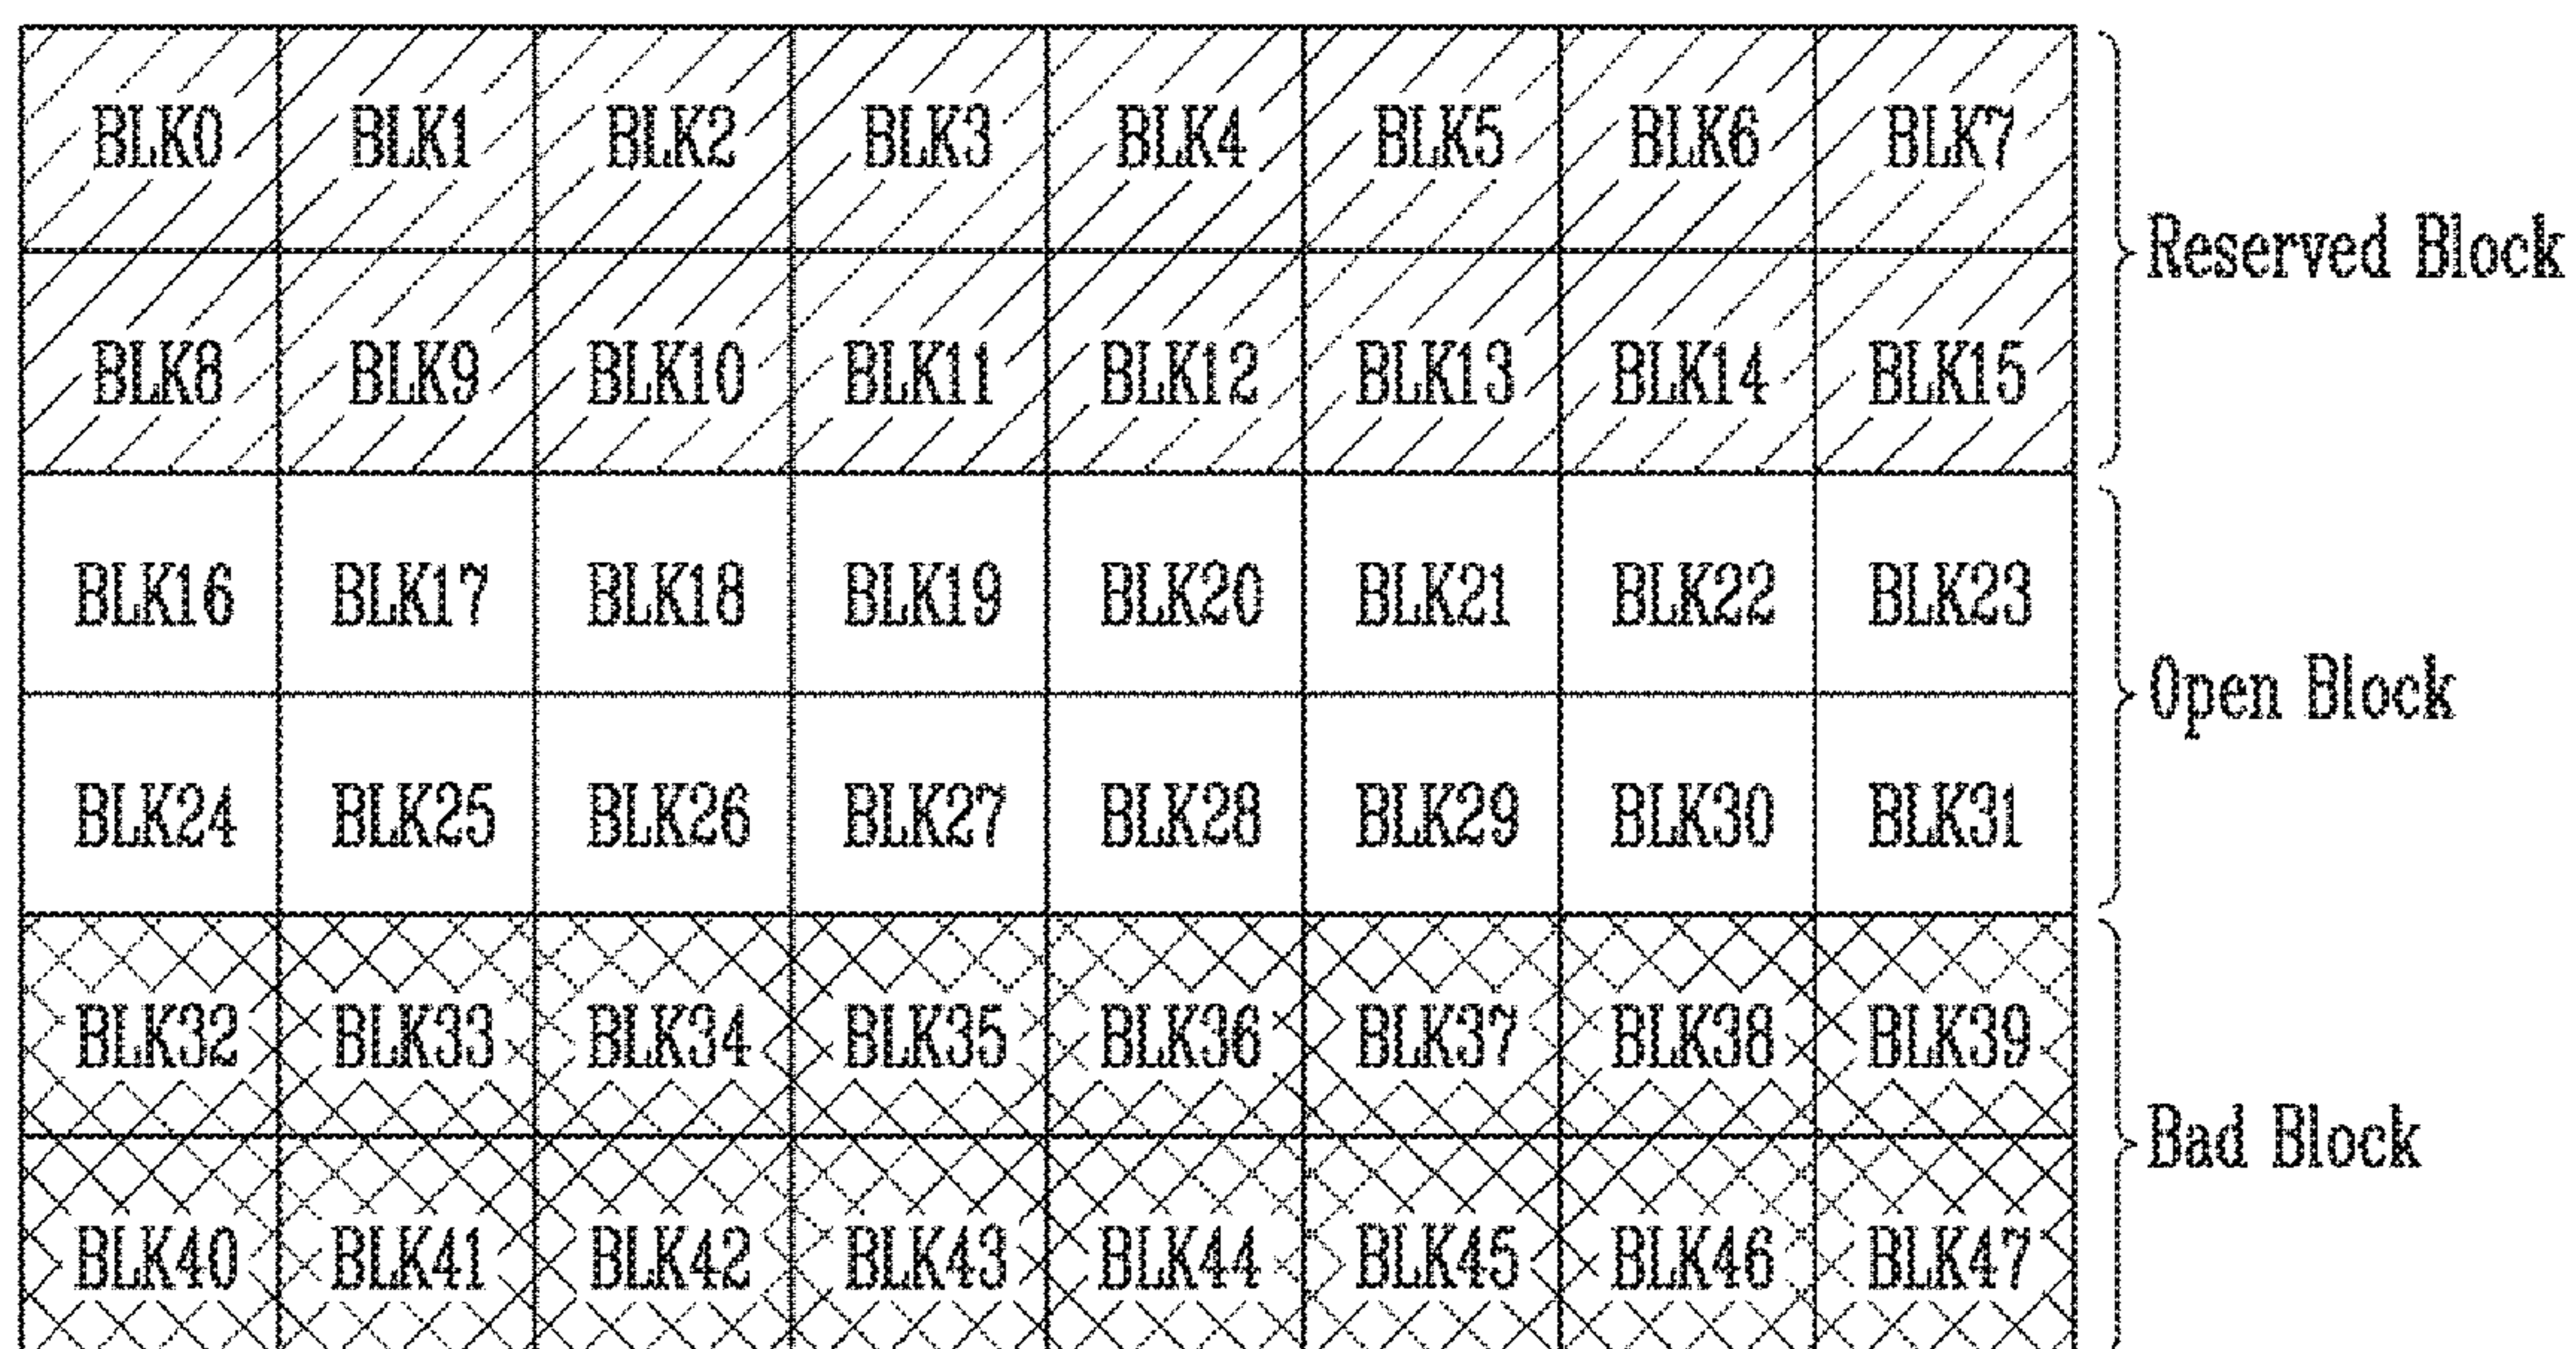 BLK0 BLK1 BLK2 BLK3 BLK4 BLK5 BLK6 BLK7
Reserved Block
BLK8 BLK9 BLK10 BLK11 BLK12 BLK13 BLK14 BLK15
BLK16 BLK17 BLK18 BLK19 BLK20 BLK21 BLK22 BLK23
Open Block
BLK24 BLK25 BLK26 BLK27 BLK28 BLK29 BLK30 BLK31
BLK32 BLK33 BLK34 BLK35 BLK36 BLK37 BLK38 BLK39
Bad Block
BLK40 BLK41 BLK42 BLK43 BLK44 BLK45 BLK46 BLK47